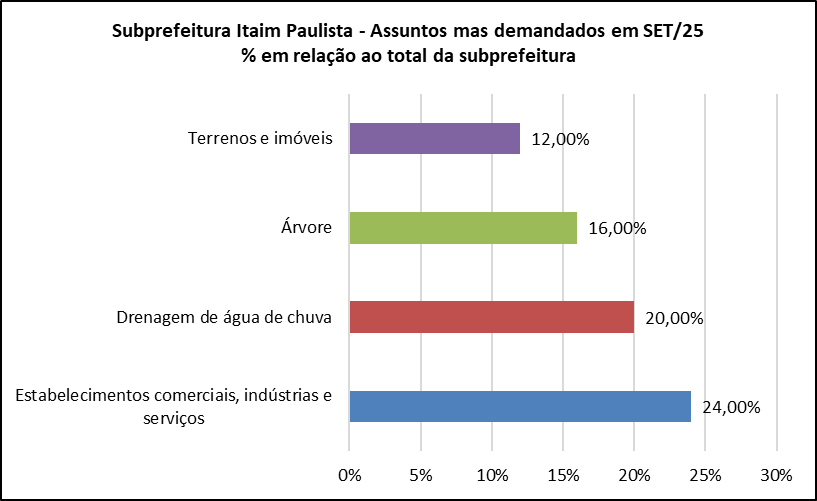 Subprefeitura Itaim Paulista - Assuntos mas demandados em SET/25
% em relação ao total da subprefeitura
Terrenos e imóveis
12,00%
Árvore
16,00%
Drenagem de água de chuva
20,00%
Estabelecimentos comerciais, indústrias e
serviços
24,00%
0% 5% 10% 15% 20% 25% 30%